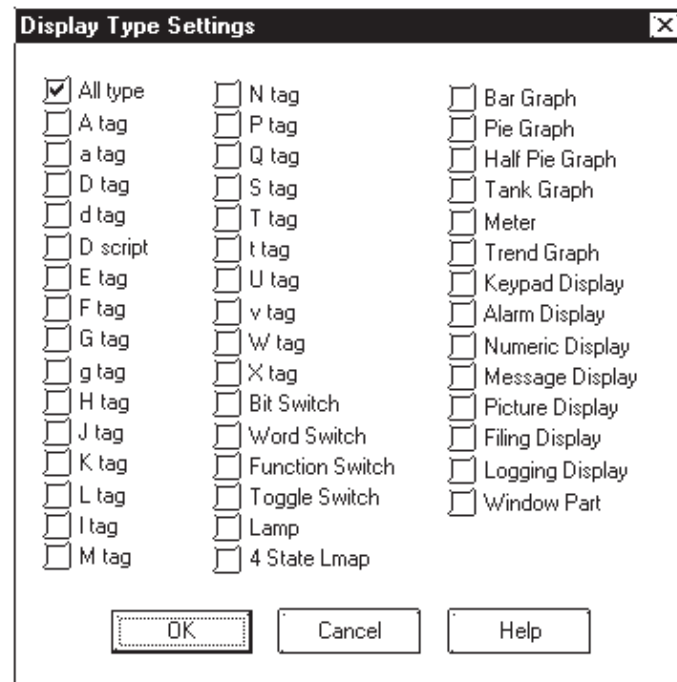 Display Type Settings
All type
A tag
a tag
D tag
d tag
D script
E tag
F tag
G tag
g tag
H tag
J tag
K tag
L tag
l tag
M tag
N tag
P tag
Q tag
S tag
T tag
t tag
U tag
v tag
W tag
X tag
Bit Switch
Word Switch
Function Switch
Toggle Switch
Lamp
4 State Lmap
Bar Graph
Pie Graph
Half Pie Graph
Tank Graph
Meter
Trend Graph
Keypad Display
Alarm Display
Numeric Display
Message Display
Picture Display
Filing Display
Logging Display
Window Part
OK
Cancel
Help